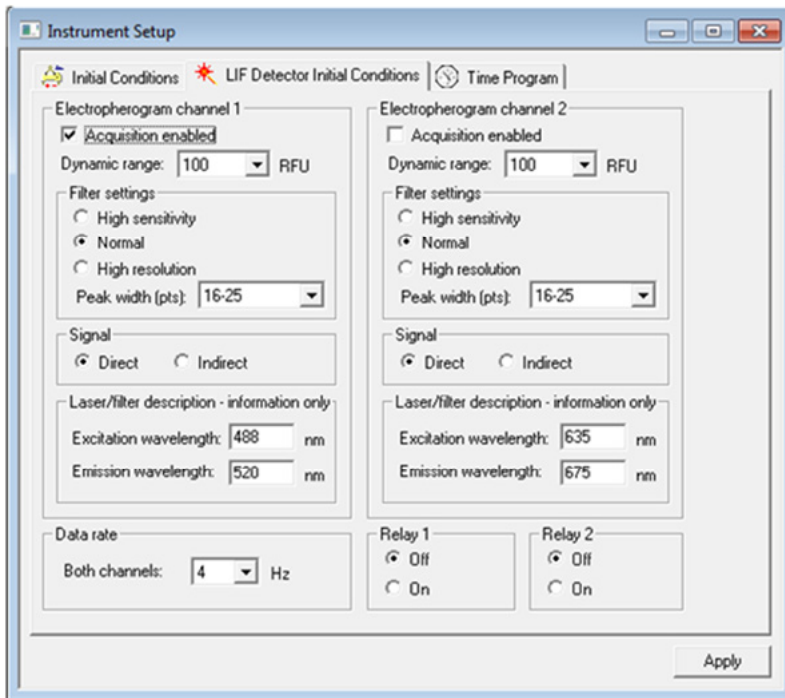 Instrument Setup
Initial Conditions
LIF Detector Initial Conditions
Time Program
Electropherogram channel 1
Acquisition enabled
Dynamic range: 100 RFU
Filter settings
High sensitivity
Normal
High resolution
Peak width (pts): 16-25
Signal
Direct Indirect
Laser/filter description - information only
Excitation wavelength: 488 nm
Emission wavelength: 520 nm
Electropherogram channel 2
Acquisition enabled
Dynamic range: 100 RFU
Filter settings
High sensitivity
Normal
High resolution
Peak width (pts): 16-25
Signal
Direct Indirect
Laser/filter description - information only
Excitation wavelength: 635 nm
Emission wavelength: 675 nm
Data rate
Both channels: 4 Hz
Relay 1
Off
On
Relay 2
Off
On
Apply